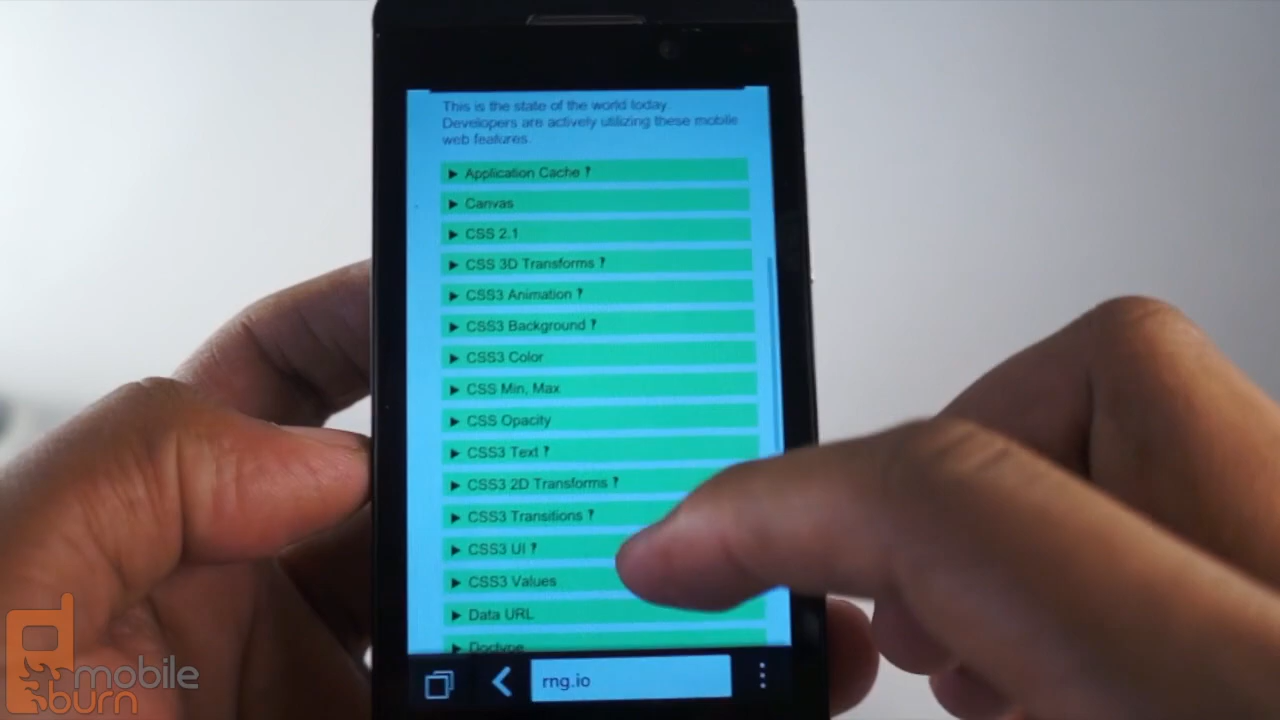 This is the state of the world today.
Developers are actively utilizing these mobile
web features.
▶ Application Cache ‽
▶ Canvas
▶ CSS 2.1
▶ CSS 3D Transforms ‽
▶ CSS3 Animation ‽
▶ CSS3 Background ‽
▶ CSS3 Color
▶ CSS Min, Max
▶ CSS Opacity
▶ CSS3 Text ‽
▶ CSS3 2D Transforms ‽
▶ CSS3 Transitions ‽
▶ CSS3 UI ‽
▶ CSS3 Values
▶ Data URL
▶ Doctype
rng.io
mobile
burn